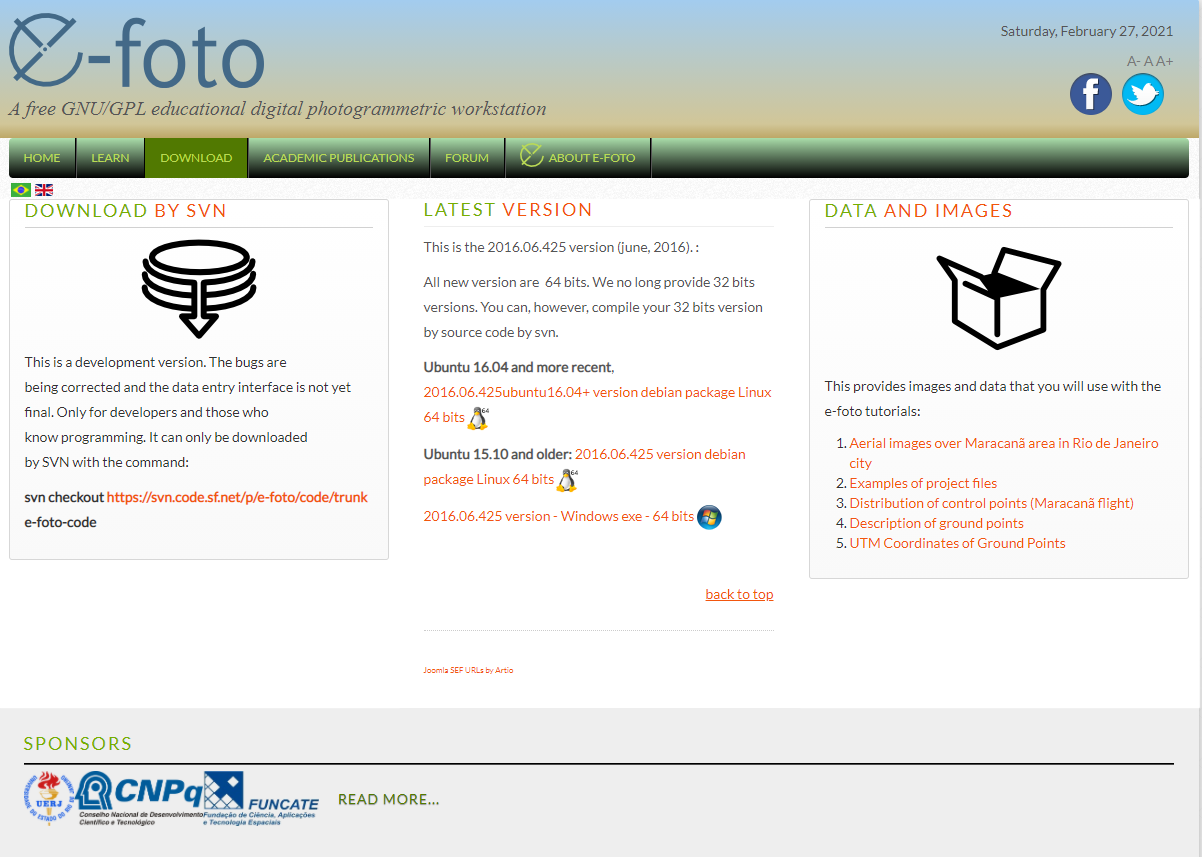 e-foto
A free GNU/GPL educational digital photogrammetric workstation
Saturday, February 27, 2021
A- A A+
HOME
LEARN
DOWNLOAD
ACADEMIC PUBLICATIONS
FORUM
ABOUT E-FOTO
DOWNLOAD BY SVN
This is a development version. The bugs are
being corrected and the data entry interface is not yet
final. Only for developers and those who
know programming. It can only be downloaded
by SVN with the command:
svn checkout https://svn.code.sf.net/p/e-foto/code/trunk
e-foto-code
LATEST VERSION
This is the 2016.06.425 version (june, 2016). :
All new version are  64 bits. We no long provide 32 bits
versions. You can, however, compile your 32 bits version
by source code by svn.
Ubuntu 16.04 and more recent,
2016.06.425ubuntu16.04+ version debian package Linux
64 bits 64
Ubuntu 15.10 and older: 2016.06.425 version debian
package Linux 64 bits 64
2016.06.425 version - Windows exe - 64 bits
back to top
Joomla SEF URLs by Artio
DATA AND IMAGES
This provides images and data that you will use with the
e-foto tutorials:
1. Aerial images over Maracanã area in Rio de Janeiro
city
2. Examples of project files
3. Distribution of control points (Maracanã flight)
4. Description of ground points
5. UTM Coordinates of Ground Points
SPONSORS
UERJ
UNIVERSIDADE DO ESTADO DO RIO DE JANEIRO
CNPq
Conselho Nacional de Desenvolvimento
Científico e Tecnológico
FUNCATE
Fundação de Ciência, Aplicações
e Tecnologia Espaciais
READ MORE...